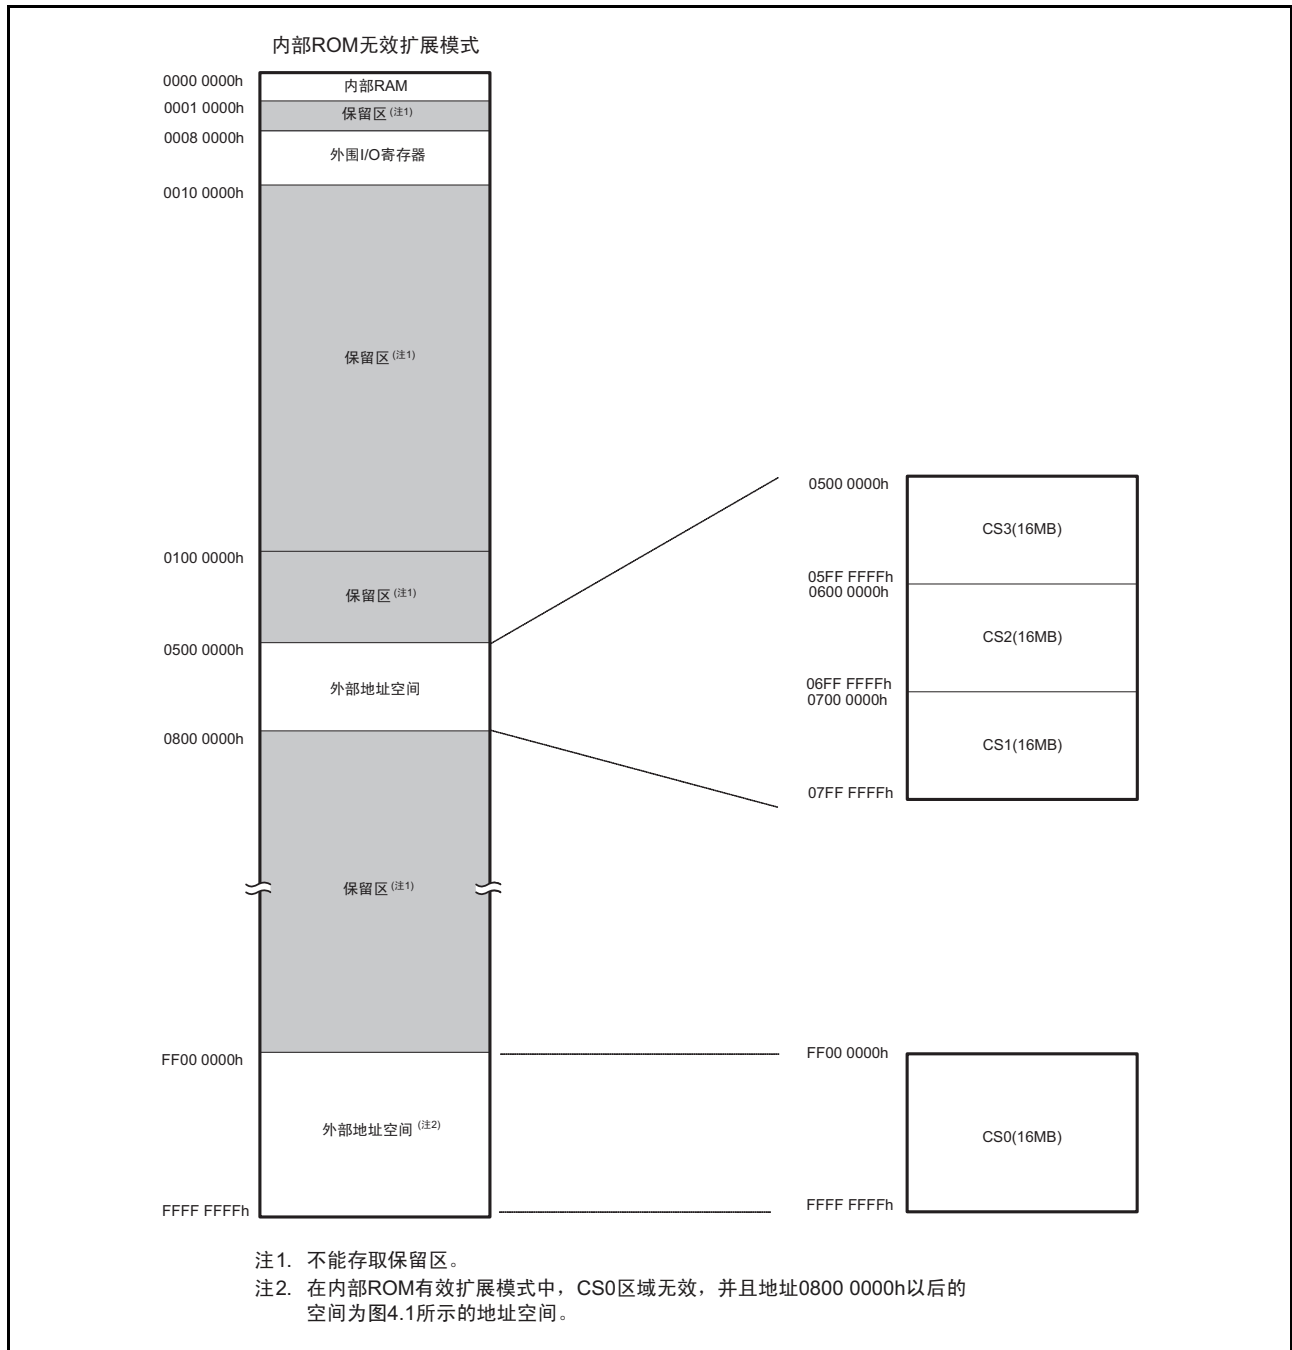 内部ROM无效扩展模式
0000 0000h
内部RAM
0001 0000h
保留区 (注1)
0008 0000h
外围I/O寄存器
0010 0000h
保留区 (注1)
0100 0000h
保留区 (注1)
0500 0000h
外部地址空间
0800 0000h
保留区 (注1)
FF00 0000h
外部地址空间 (注2)
FFFF FFFFh
0500 0000h
CS3(16MB)
05FF FFFFh
0600 0000h
CS2(16MB)
06FF FFFFh
0700 0000h
CS1(16MB)
07FF FFFFh
FF00 0000h
CS0(16MB)
FFFF FFFFh
注1. 不能存取保留区。
注2. 在内部ROM有效扩展模式中，CS0区域无效，并且地址0800 0000h以后的
空间为图4.1所示的地址空间。